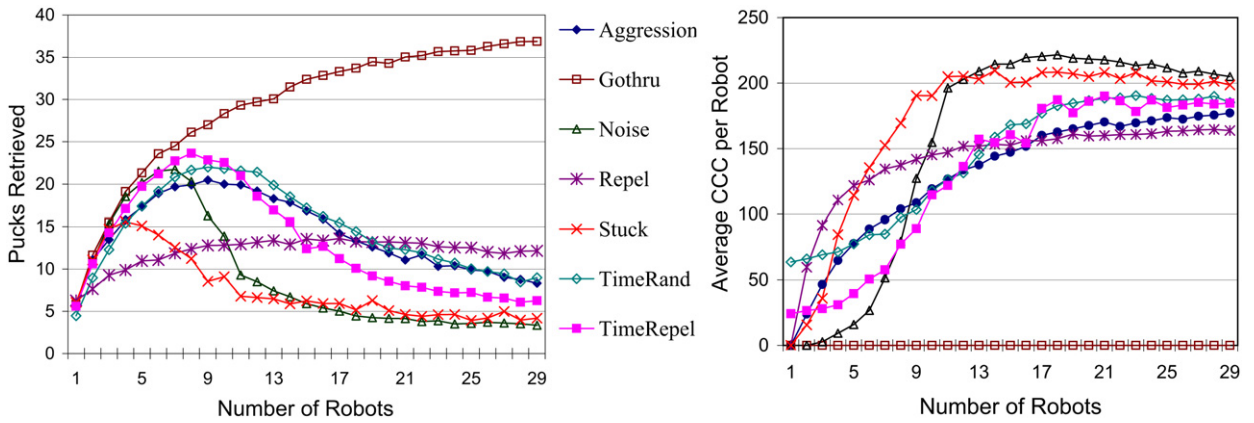 40
35
30
25
20
15
10
5
0
Pucks Retrieved
1 5 9 13 17 21 25 29
Number of Robots
Aggression
Gothru
Noise
Repel
Stuck
TimeRand
TimeRepel
250
200
150
100
50
0
Average CCC per Robot
1 5 9 13 17 21 25 29
Number of Robots